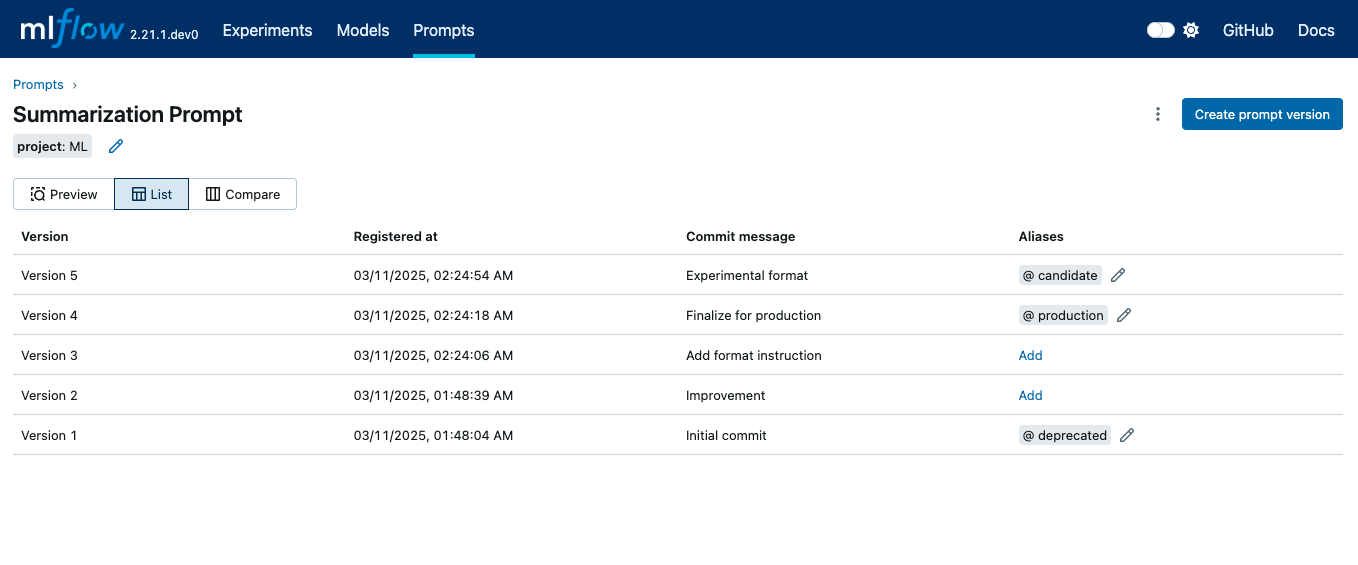 mlflow 2.21.1.dev0 Experiments Models Prompts GitHub Docs
Prompts ›
Summarization Prompt
Create prompt version
project: ML
Preview List Compare
Version Registered at Commit message Aliases
Version 5 03/11/2025, 02:24:54 AM Experimental format @ candidate
Version 4 03/11/2025, 02:24:18 AM Finalize for production @ production
Version 3 03/11/2025, 02:24:06 AM Add format instruction Add
Version 2 03/11/2025, 01:48:39 AM Improvement Add
Version 1 03/11/2025, 01:48:04 AM Initial commit @ deprecated